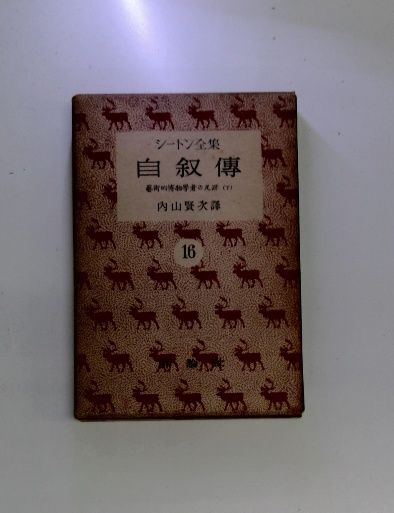 シートン全集
自叙傳
藝術的博物學者の足跡 (下)
内山賢次譯
16